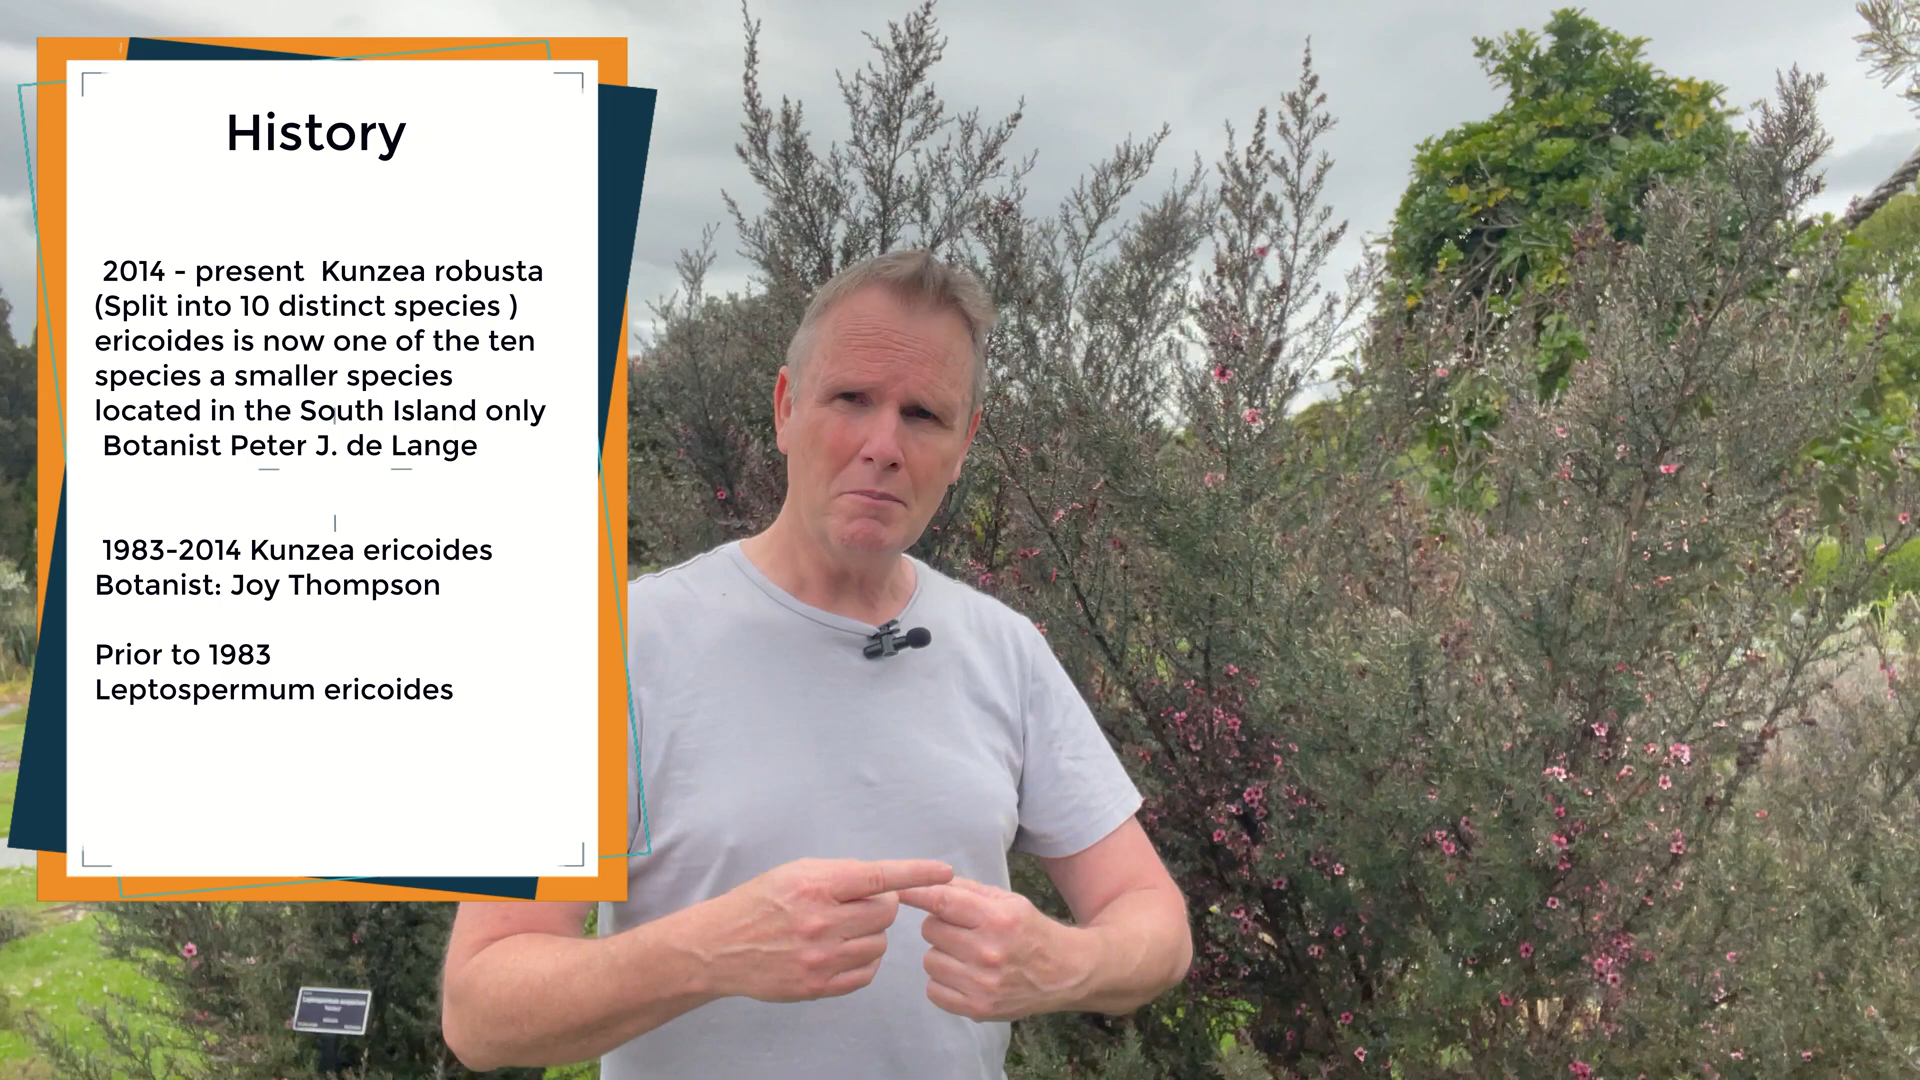 History
2014 - present Kunzea robusta
(Split into 10 distinct species )
ericoides is now one of the ten
species a smaller species
located in the South Island only
Botanist Peter J. de Lange
1983-2014 Kunzea ericoides
Botanist: Joy Thompson
Prior to 1983
Leptospermum ericoides